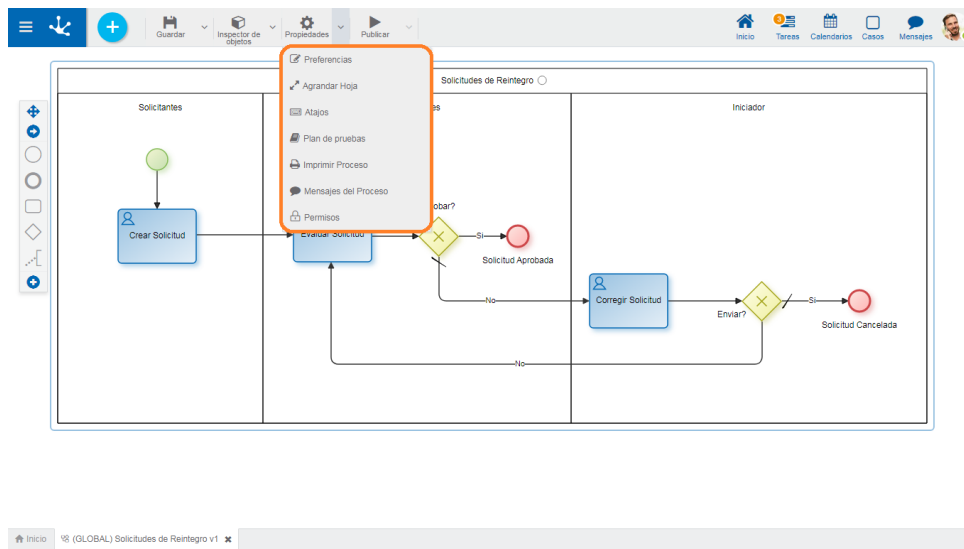 Guardar
Inspector de
objetos
Propiedades
Publicar
Inicio
3
Tareas
Calendarios
Casos
Mensajes
Preferencias
Agrandar Hoja
Atajos
Plan de pruebas
Imprimir Proceso
Mensajes del Proceso
Permisos
Solicitudes de Reintegro
Solicitantes
es
Iniciador
obar?
Crear Solicitud
Evaluar Solicitud
Si
Solicitud Aprobada
No
Corregir Solicitud
Enviar?
Si
Solicitud Cancelada
No
Inicio
(GLOBAL) Solicitudes de Reintegro v1